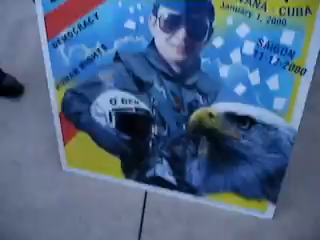 HAVANA - CUBA
January 1, 2000
DEMOCRACY
SAIGON
11-17-2000
HUMAN RIGHTS